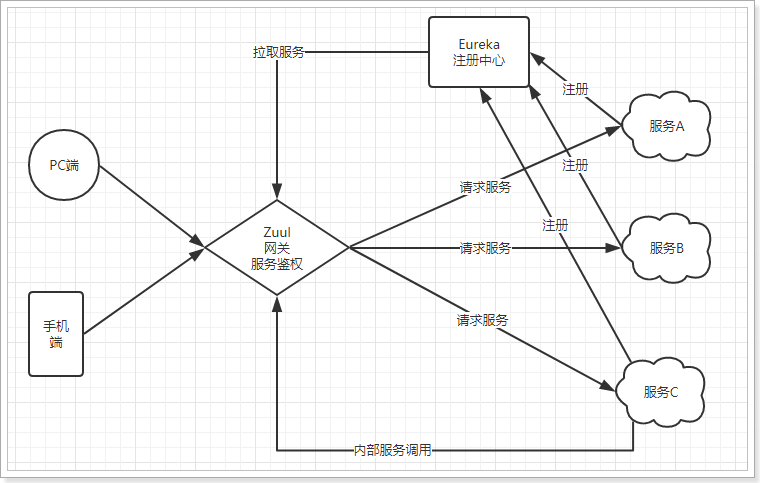 Eureka
注册中心
拉取服务
注册
服务A
PC端
注册
请求服务
注册
Zuul
网关
服务鉴权
请求服务
服务B
手机
端
请求服务
服务C
内部服务调用